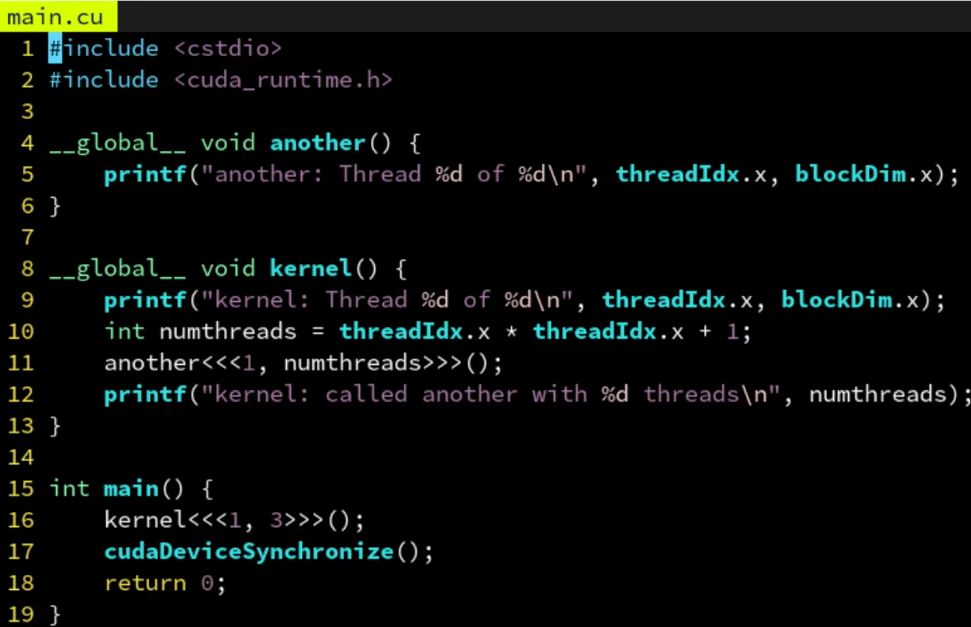 main.cu
1 #include <cstdio>
2 #include <cuda_runtime.h>
3
4 __global__ void another() {
5     printf("another: Thread %d of %d\n", threadIdx.x, blockDim.x);
6 }
7
8 __global__ void kernel() {
9     printf("kernel: Thread %d of %d\n", threadIdx.x, blockDim.x);
10     int numthreads = threadIdx.x * threadIdx.x + 1;
11     another<<<1, numthreads>>>();
12     printf("kernel: called another with %d threads\n", numthreads);
13 }
14
15 int main() {
16     kernel<<<1, 3>>>();
17     cudaDeviceSynchronize();
18     return 0;
19 }